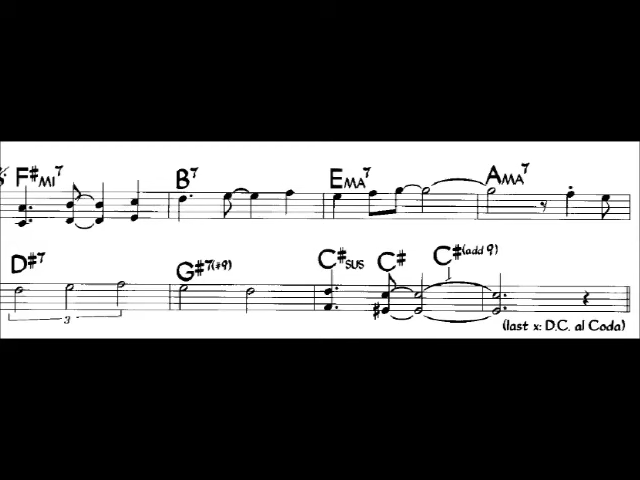 F#MI7 B7 EMA7 AMA7
D#7 G#7(#9) C#SUS C# C#(add 9)
3
(last x: D.C. al Coda)